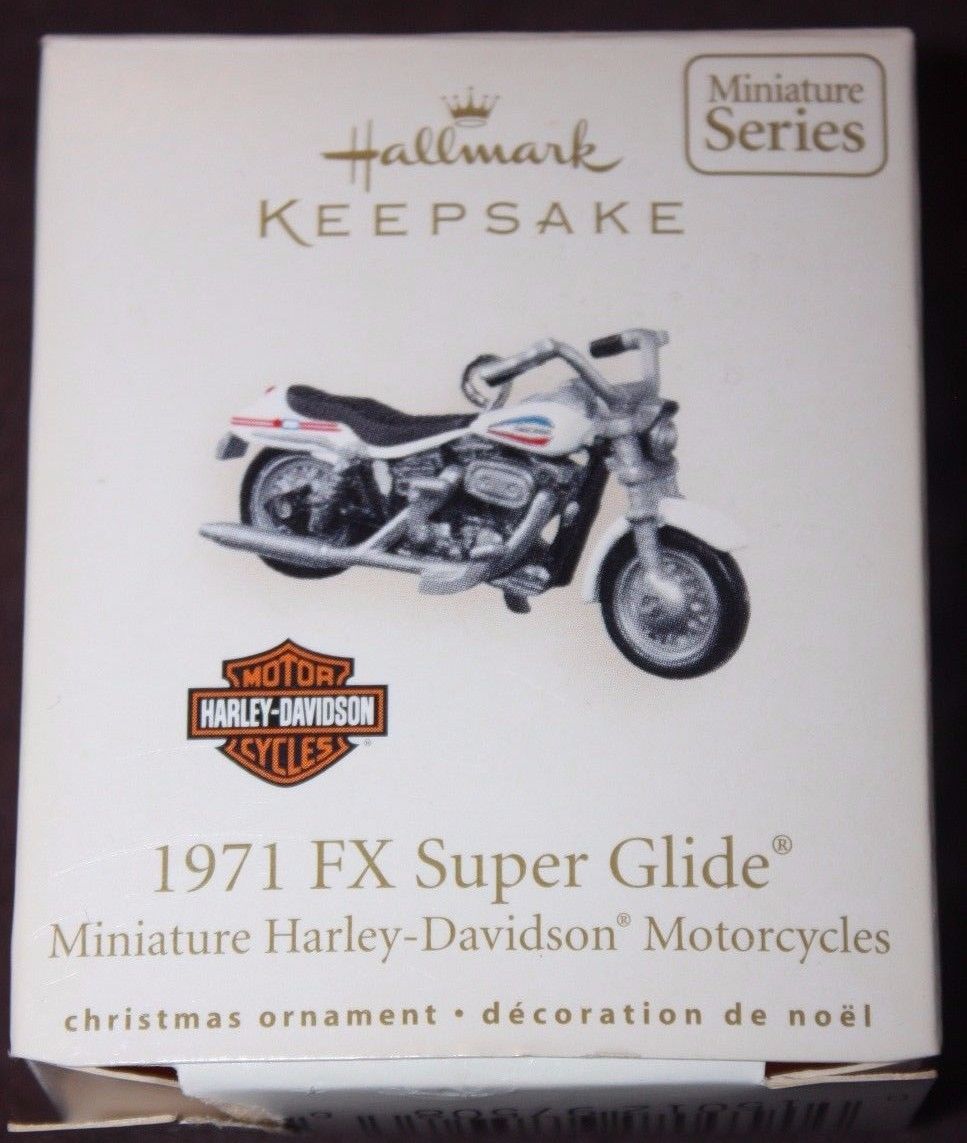 Hallmark
KEEPSAKE
Miniature
Series
MOTOR
HARLEY-DAVIDSON
CYCLES
®
1971 FX Super Glide®
Miniature Harley-Davidson® Motorcycles
christmas ornament • décoration de noël